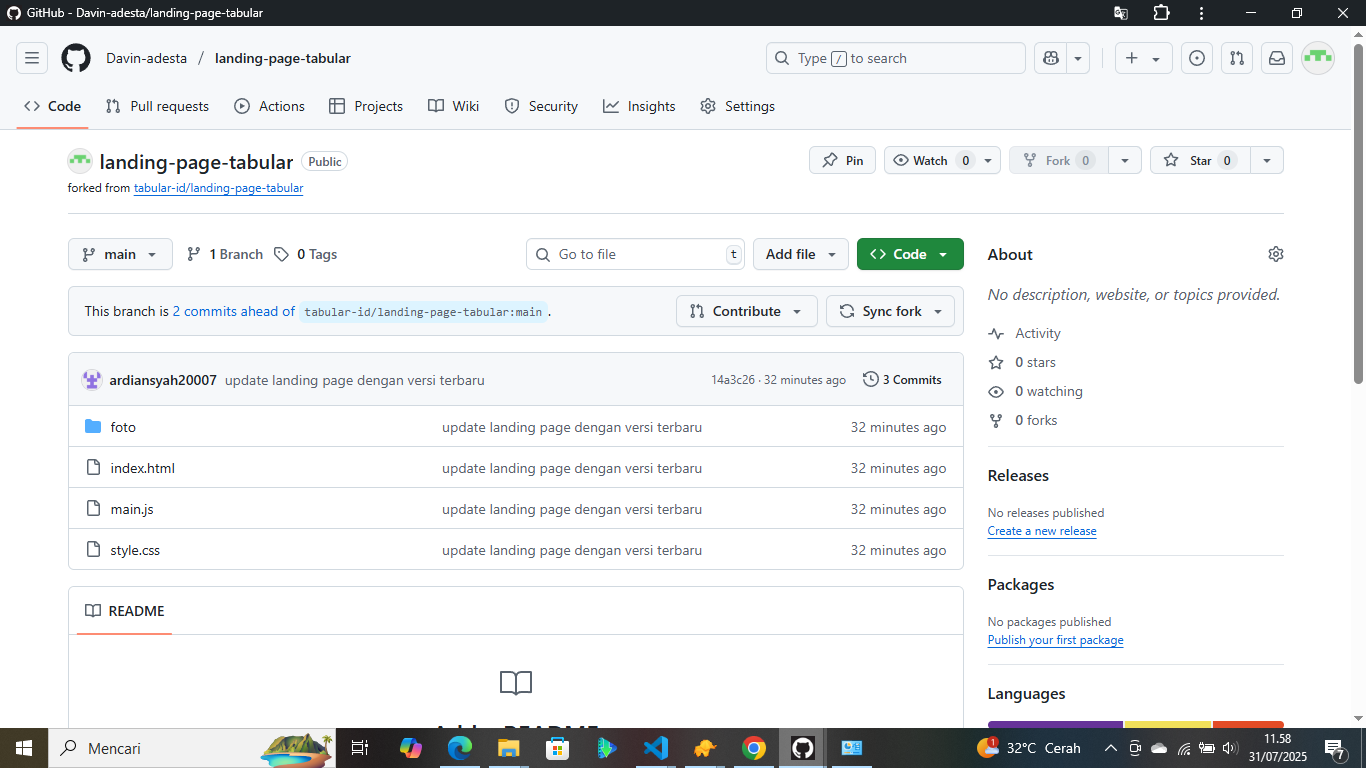 GitHub - Davin-adesta/landing-page-tabular
Davin-adesta / landing-page-tabular
Type / to search
Code Pull requests Actions Projects Wiki Security Insights Settings
landing-page-tabular Public
Pin Watch 0 Fork 0 Star 0
forked from tabular-id/landing-page-tabular
main 1 Branch 0 Tags Go to file t Add file Code
This branch is 2 commits ahead of tabular-id/landing-page-tabular:main .
Contribute Sync fork
ardiansyah20007 update landing page dengan versi terbaru 14a3c26 · 32 minutes ago 3 Commits
foto update landing page dengan versi terbaru 32 minutes ago
index.html update landing page dengan versi terbaru 32 minutes ago
main.js update landing page dengan versi terbaru 32 minutes ago
style.css update landing page dengan versi terbaru 32 minutes ago
README
About
No description, website, or topics provided.
Activity
0 stars
0 watching
0 forks
Releases
No releases published
Create a new release
Packages
No packages published
Publish your first package
Languages
Mencari
1
32°C Cerah
11.58
31/07/2025
7